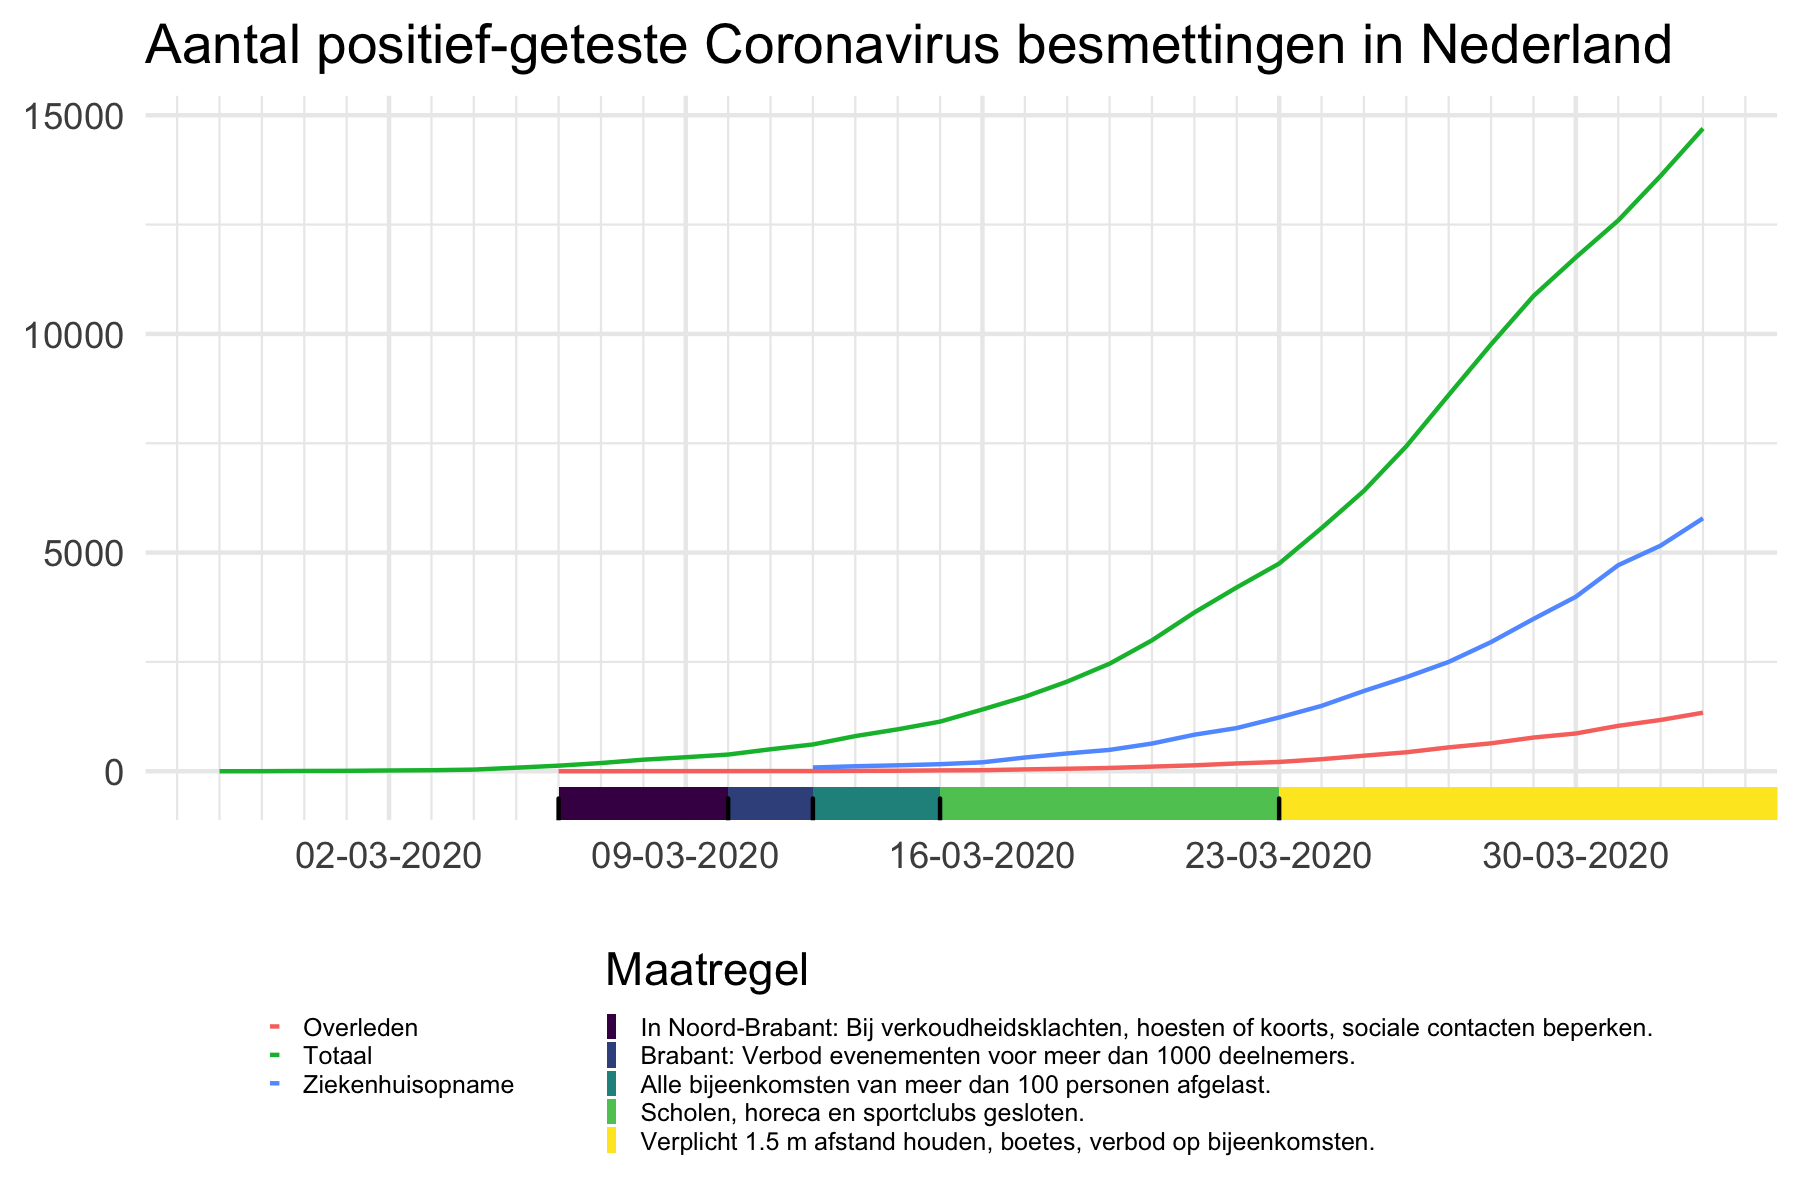 Aantal positief-geteste Coronavirus besmettingen in Nederland
15000
10000
5000
0
02-03-2020 09-03-2020 16-03-2020 23-03-2020 30-03-2020
Overleden
Totaal
Ziekenhuisopname
Maatregel
In Noord-Brabant: Bij verkoudheidsklachten, hoesten of koorts, sociale contacten beperken.
Brabant: Verbod evenementen voor meer dan 1000 deelnemers.
Alle bijeenkomsten van meer dan 100 personen afgelast.
Scholen, horeca en sportclubs gesloten.
Verplicht 1.5 m afstand houden, boetes, verbod op bijeenkomsten.